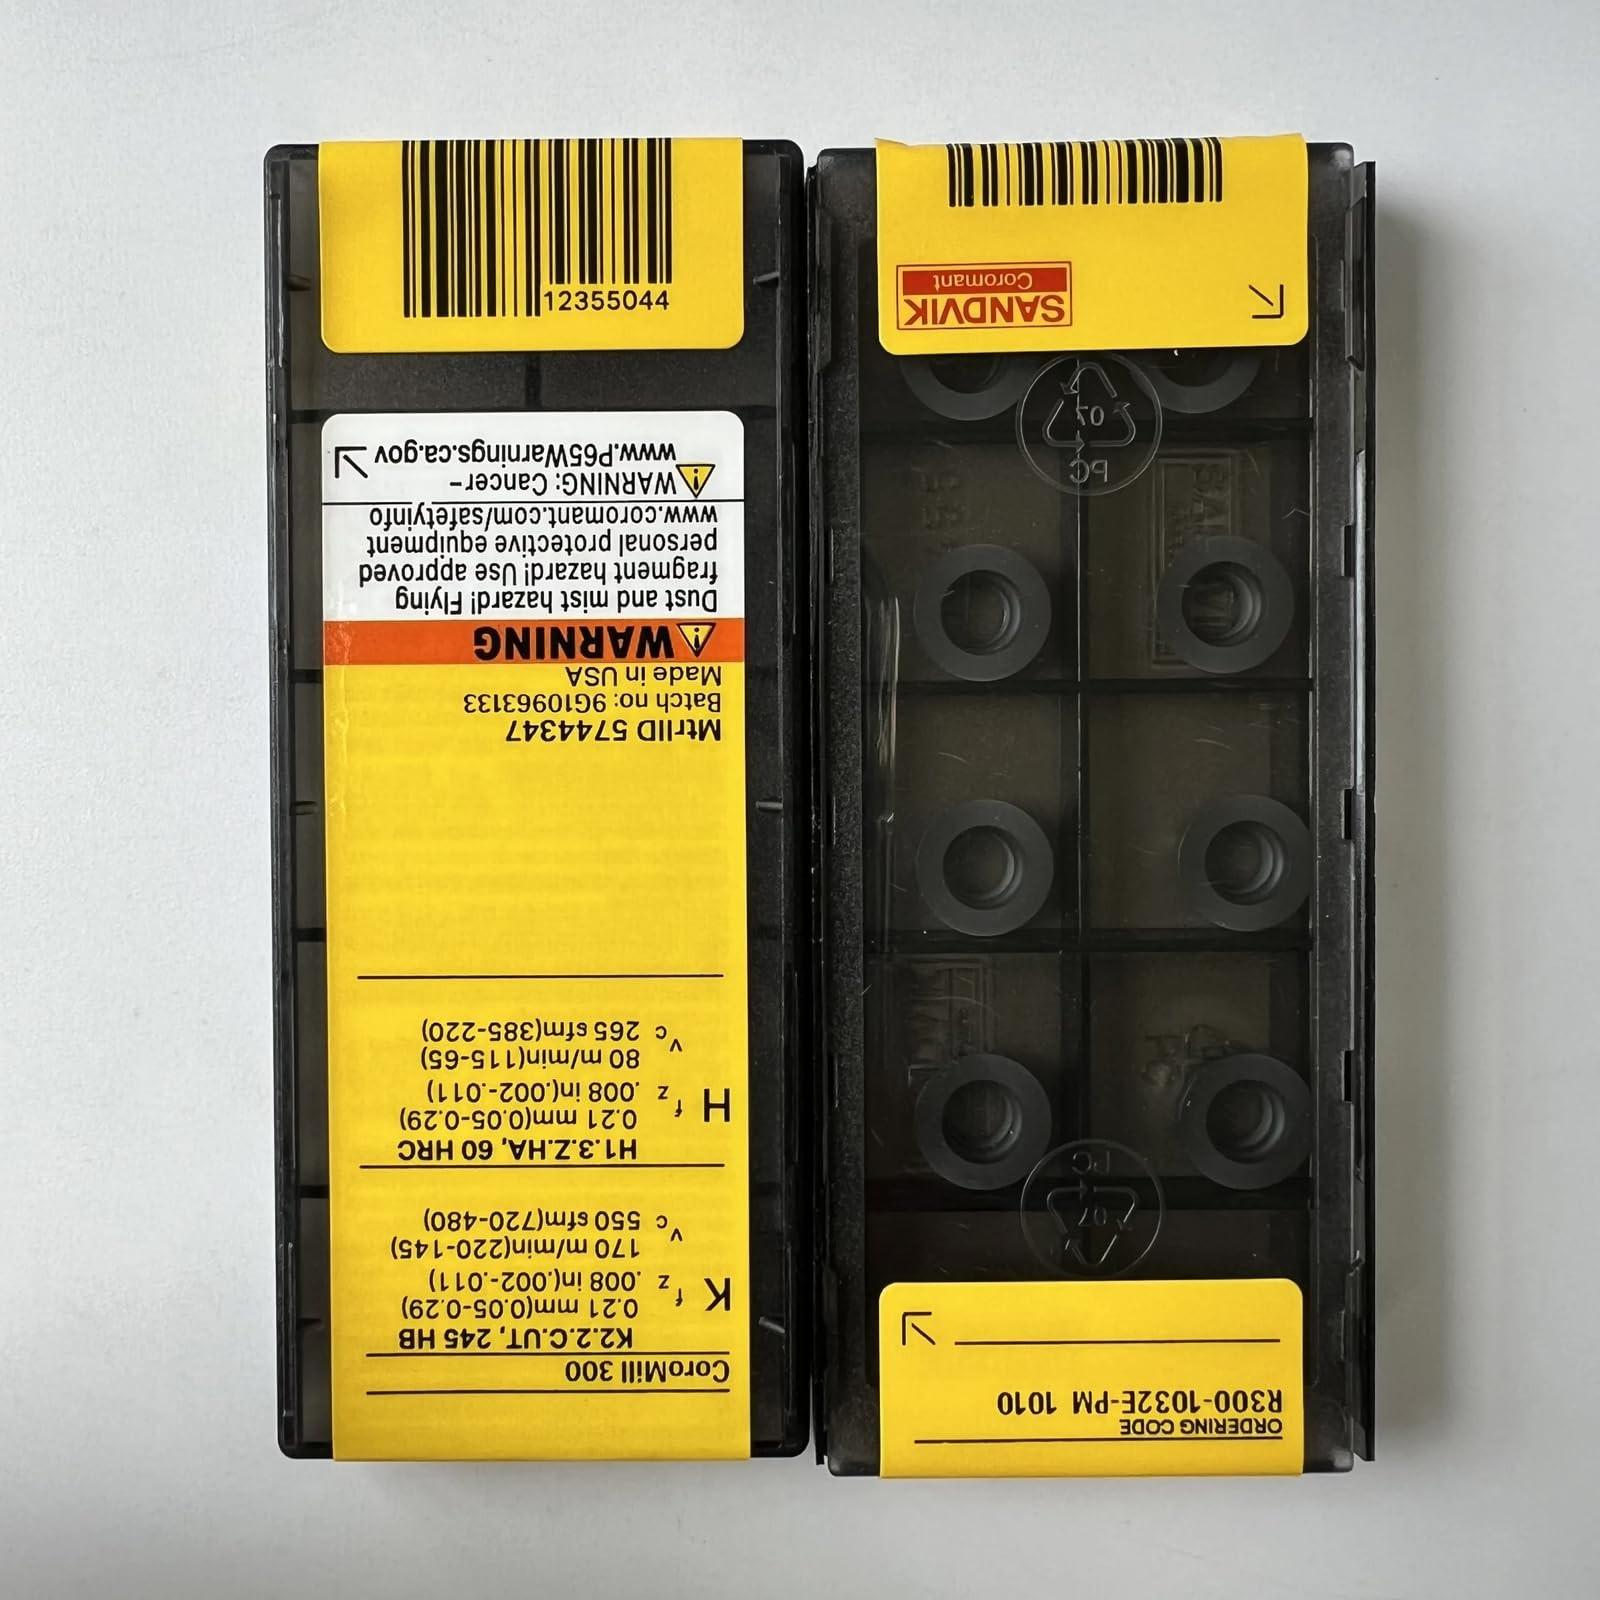 12355044
CoroMill 300
K2.2.C.UT, 245 HB
K fz 0.21 mm(0.05-0.29)
.008 in(.002-.011)
vc 170 m/min(220-145)
550 sfm(720-480)
H1.3.Z.HA, 60 HRC
H fz 0.21 mm(0.05-0.29)
.008 in(.002-.011)
vc 80 m/min(115-65)
265 sfm(385-220)
MtrlID 5744347
Batch no: 9G10963133
Made in USA
WARNING
Dust and mist hazard! Flying
fragment hazard! Use approved
personal protective equipment
www.coromant.com/safetyinfo
WARNING: Cancer-
www.P65Warnings.ca.gov
ORDERING CODE
R300-1032E-PM 1010
07
PC
07
PC
SANDVIK
Coromant